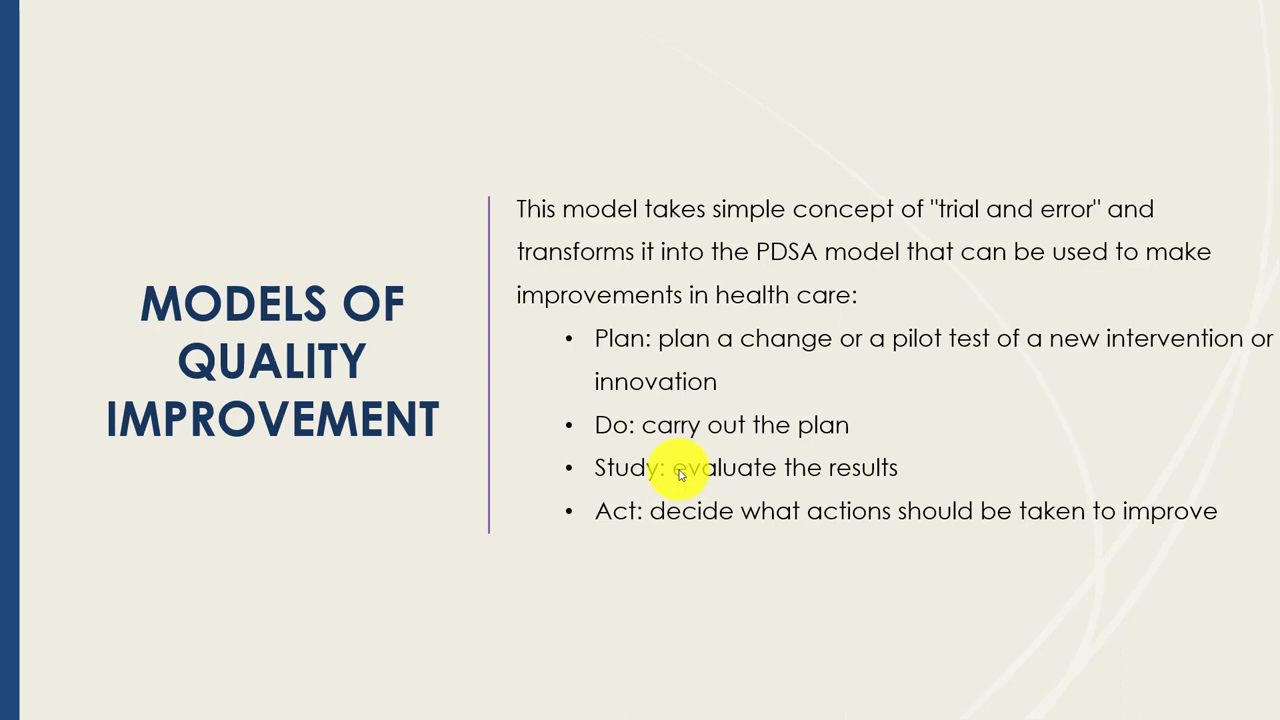 MODELS OF
QUALITY
IMPROVEMENT
This model takes simple concept of "trial and error" and
transforms it into the PDSA model that can be used to make
improvements in health care:
• Plan: plan a change or a pilot test of a new intervention or
innovation
• Do: carry out the plan
• Study: evaluate the results
• Act: decide what actions should be taken to improve